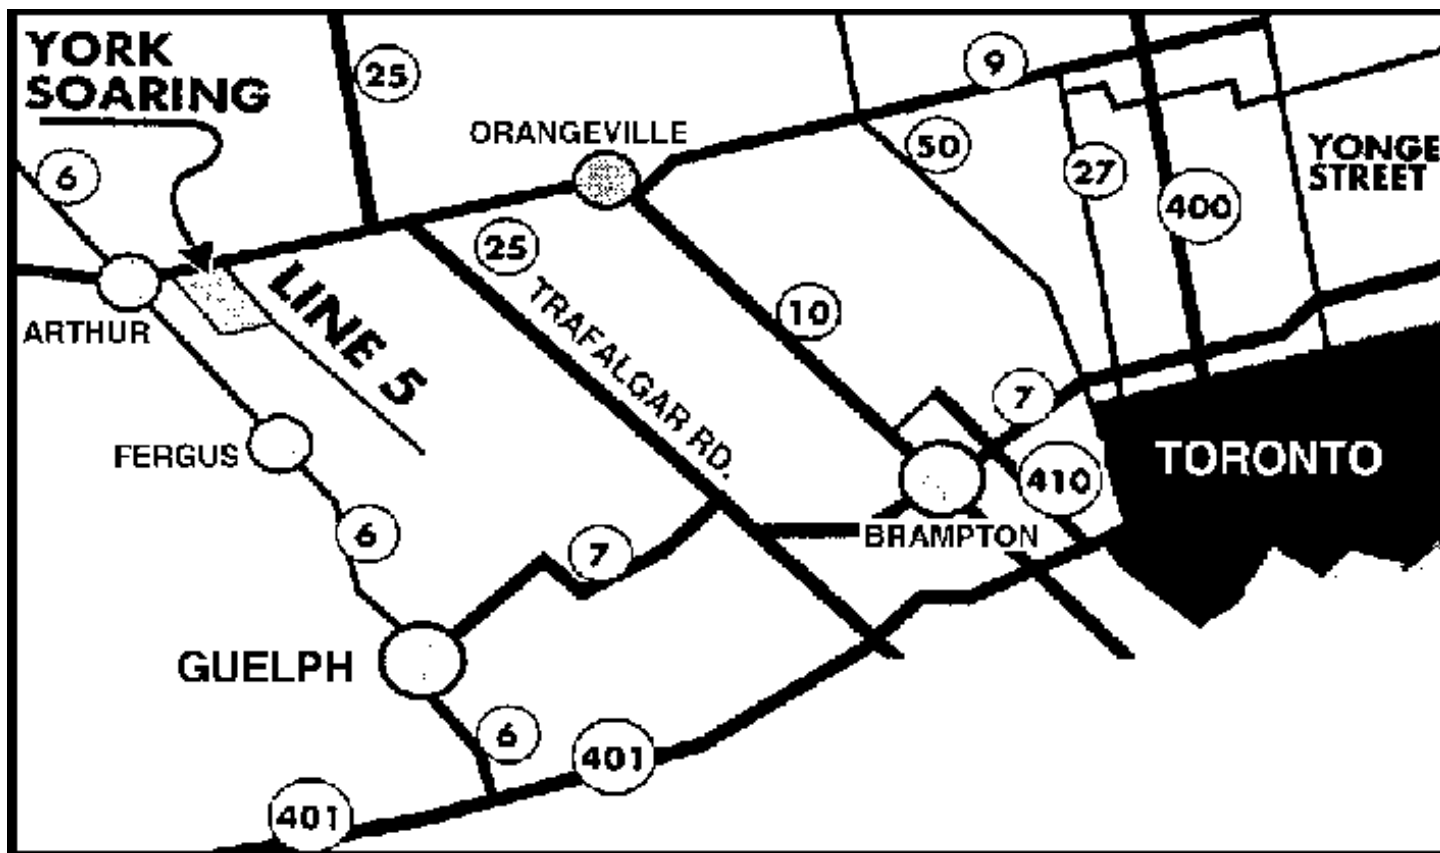 YORK
SOARING
25
9
ORANGEVILLE
50
YONGE
STREET
6
27
400
25
LINE 5
TRAFALGAR RD.
10
ARTHUR
7
FERGUS
TORONTO
410
6
7
BRAMPTON
GUELPH
6
401
401